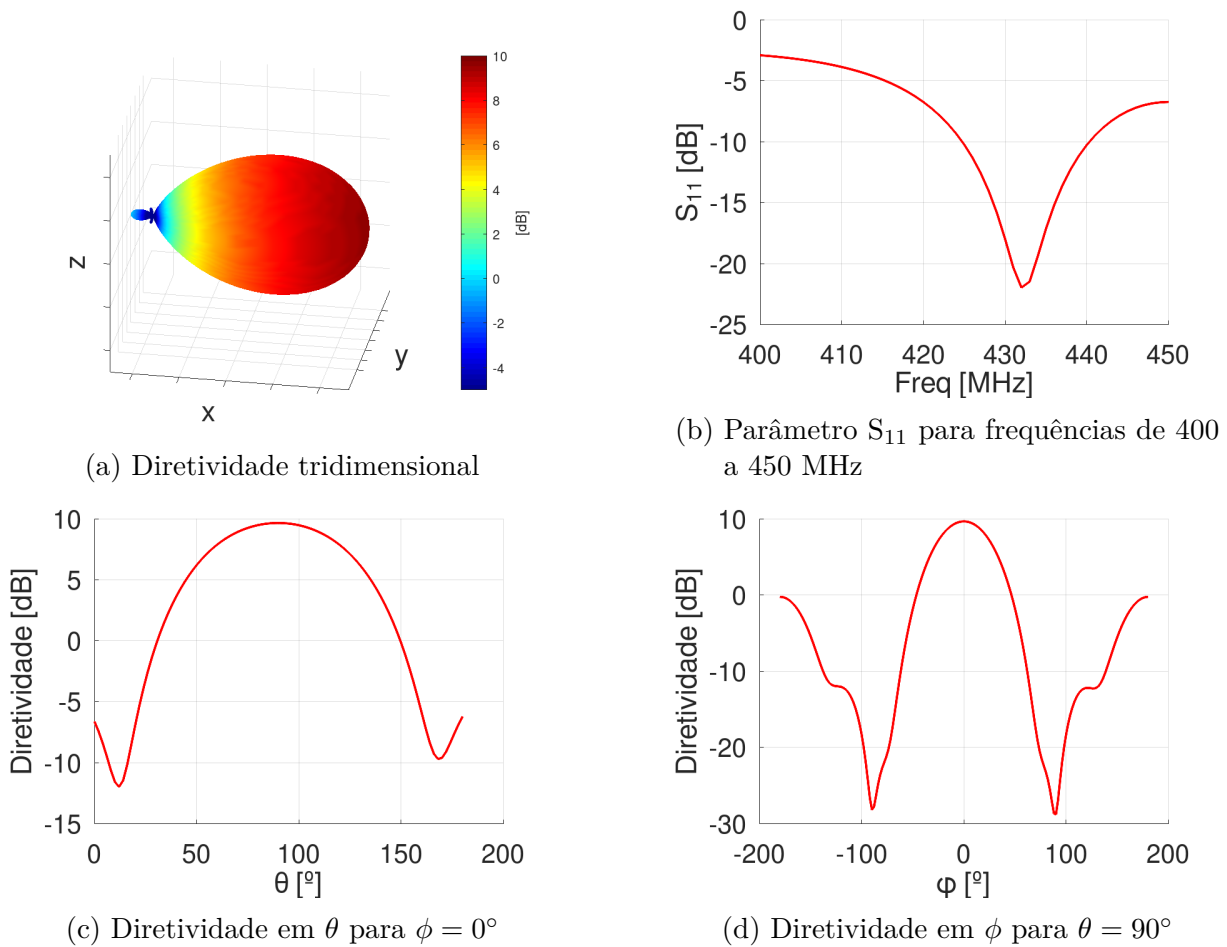 10
8
6
4
2
0
-2
-4
[dB]
z
y
x
(a) Diretividade tridimensional
0
-5
-10
-15
-20
-25
S11 [dB]
400 410 420 430 440 450
Freq [MHz]
(b) Parâmetro S11 para frequências de 400
a 450 MHz
10
5
0
-5
-10
-15
Diretividade [dB]
0 50 100 150 200
θ [º]
(c) Diretividade em θ para ϕ = 0°
10
0
-10
-20
-30
Diretividade [dB]
-200 -100 0 100 200
φ [º]
(d) Diretividade em ϕ para θ = 90°